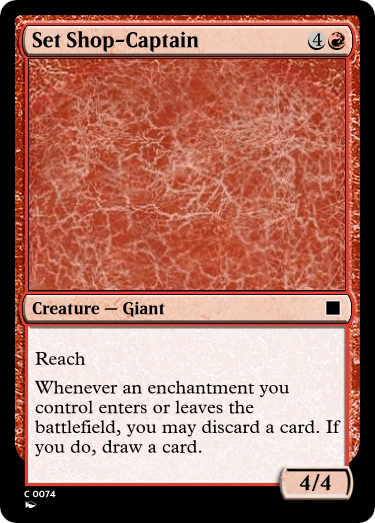 Set Shop-Captain 4
Creature — Giant
Reach
Whenever an enchantment you
control enters or leaves the
battlefield, you may discard a card. If
you do, draw a card.
4/4
C 0074